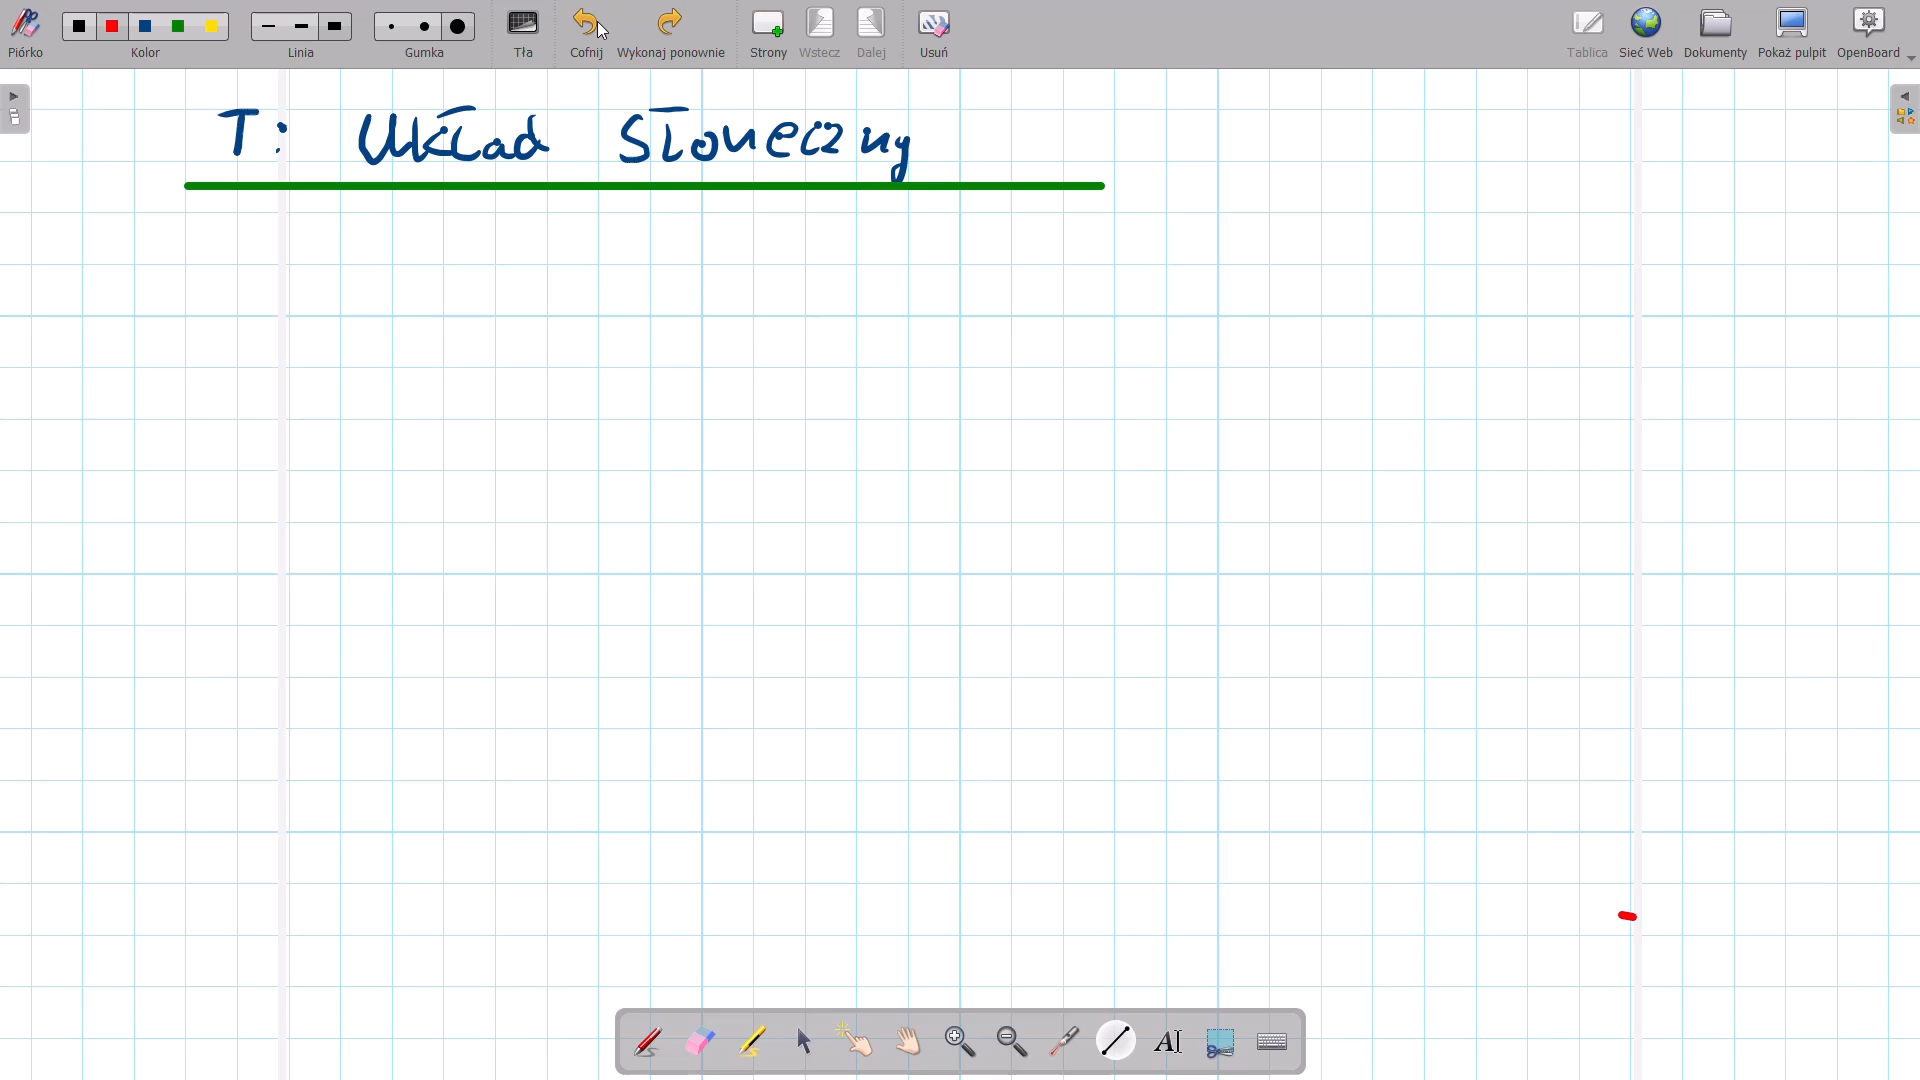 Piórko Kolor Linia Gumka Tła Cofnij Wykonaj ponownie Strony Wstecz Dalej Usuń Tablica Sieć Web Dokumenty Pokaż pulpit OpenBoard
T: Układ Słoneczny
AI